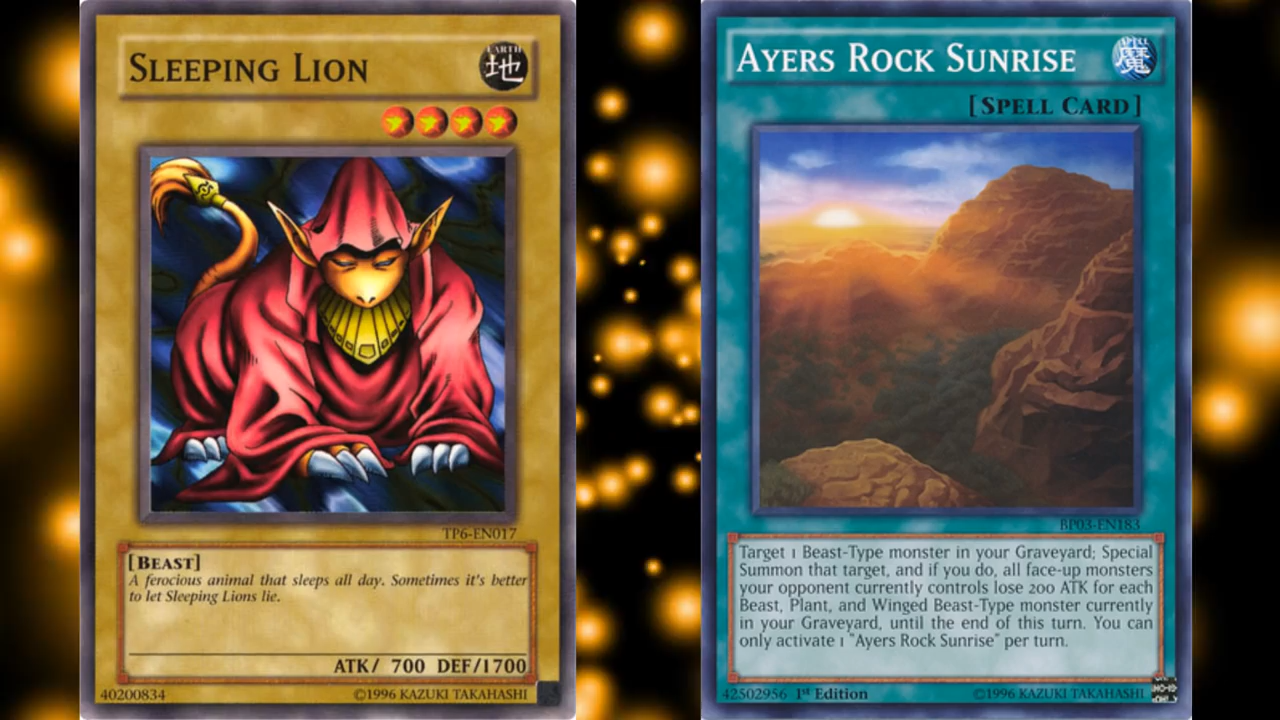 SLEEPING LION
EARTH
地
TP6-EN017
[BEAST]
A ferocious animal that sleeps all day. Sometimes it's better
to let Sleeping Lions lie.
ATK/ 700 DEF/1700
40200834
©1996 KAZUKI TAKAHASHI
AYERS ROCK SUNRISE
SPELL
魔
[SPELL CARD]
BP03-EN183
Target 1 Beast-Type monster in your Graveyard; Special
Summon that target, and if you do, all face-up monsters
your opponent currently controls lose 200 ATK for each
Beast, Plant, and Winged Beast-Type monster currently
in your Graveyard, until the end of this turn. You can
only activate 1 "Ayers Rock Sunrise" per turn.
42502956 1st Edition
©1996 KAZUKI TAKAHASHI